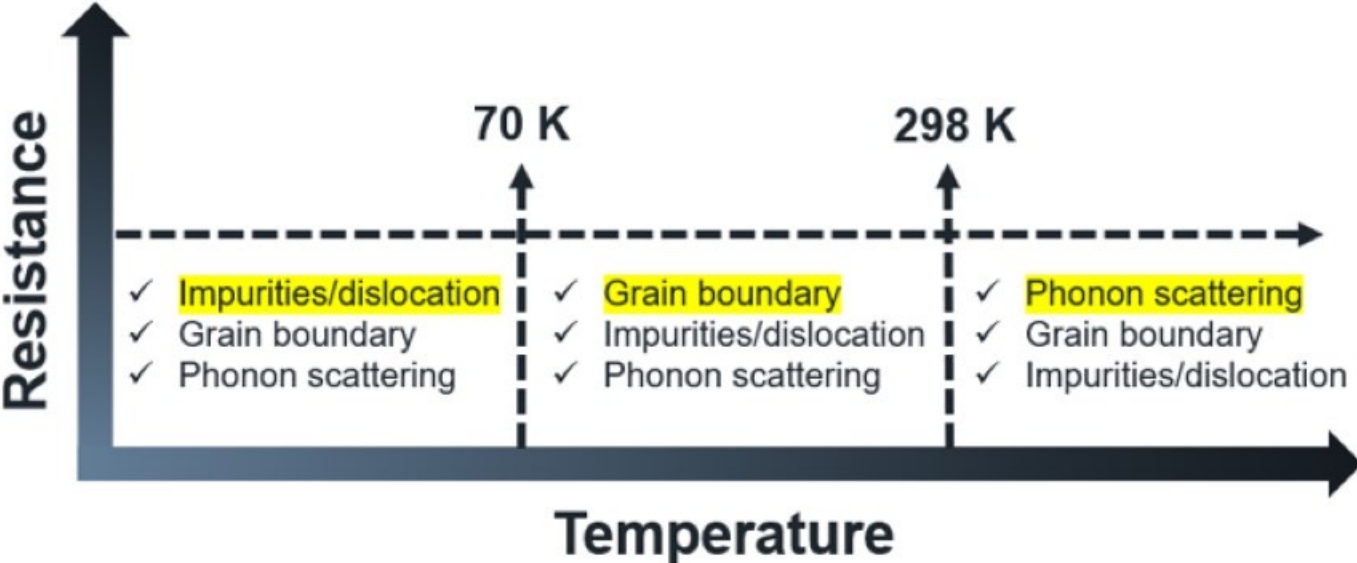 Resistance
70 K
298 K
✓ Impurities/dislocation
✓ Grain boundary
✓ Phonon scattering
✓ Grain boundary
✓ Impurities/dislocation
✓ Phonon scattering
✓ Phonon scattering
✓ Grain boundary
✓ Impurities/dislocation
Temperature